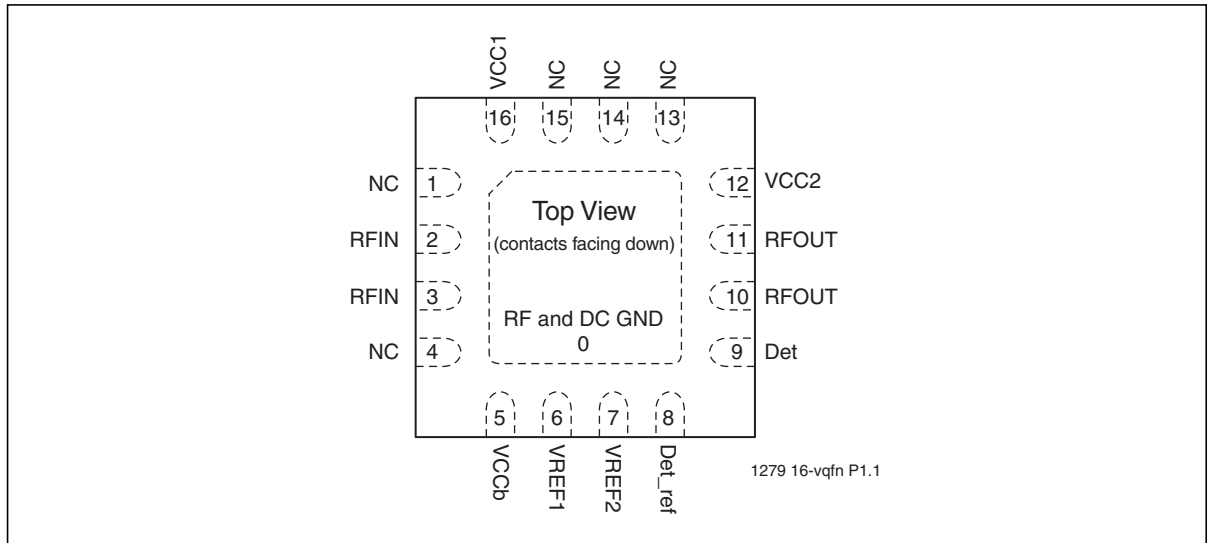 VCC1
NC
NC
NC
16
15
14
13
NC
1
12
VCC2
RFIN
2
11
RFOUT
RFIN
3
10
RFOUT
NC
4
9
Det
Top View
(contacts facing down)
RF and DC GND
0
5
6
7
8
VCCb
VREF1
VREF2
Det_ref
1279 16-vqfn P1.1